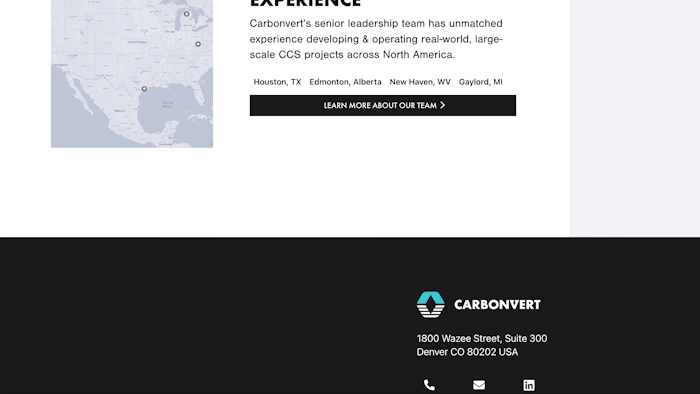 EXPERIENCE
Carbonvert's senior leadership team has unmatched
experience developing & operating real-world, large-
scale CCS projects across North America.
Houston, TX Edmonton, Alberta New Haven, WV Gaylord, MI
LEARN MORE ABOUT OUR TEAM
CARBONVERT
1800 Wazee Street, Suite 300
Denver CO 80202 USA
in